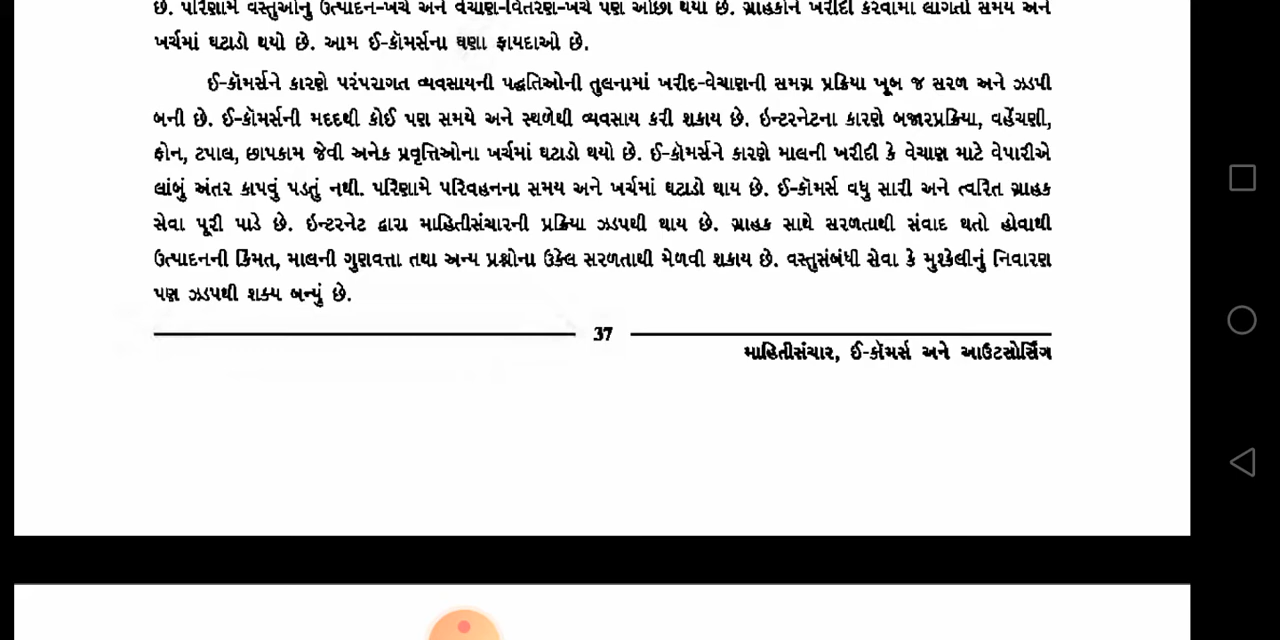 છે. પરિણામે વસ્તુઓનું ઉત્પાદન-ખર્ચ અને વેચાણ-વિતરણ-ખર્ચ પણ ઓછા થયા છે. ગ્રાહકોને ખરીદી કરવામાં લાગતો સમય અને
ખર્ચમાં ઘટાડો થયો છે. આમ ઈ-કૉમર્સના ઘણા ફાયદાઓ છે.
ઈ-કૉમર્સને કારણે પરંપરાગત વ્યવસાયની પદ્ધતિઓની તુલનામાં ખરીદ-વેચાણની સમગ્ર પ્રક્રિયા ખૂબ જ સરળ અને ઝડપી
બની છે. ઈ-કૉમર્સની મદદથી કોઈ પણ સમયે અને સ્થળેથી વ્યવસાય કરી શકાય છે. ઇન્ટરનેટના કારણે બજારપ્રક્રિયા, વહેંચણી,
ફોન, ટપાલ, છાપકામ જેવી અનેક પ્રવૃત્તિઓના ખર્ચમાં ઘટાડો થયો છે. ઈ-કૉમર્સને કારણે માલની ખરીદી કે વેચાણ માટે વેપારીએ
લાંબું અંતર કાપવું પડતું નથી. પરિણામે પરિવહનના સમય અને ખર્ચમાં ઘટાડો થાય છે. ઈ-કૉમર્સ વધુ સારી અને ત્વરિત ગ્રાહક
સેવા પૂરી પાડે છે. ઇન્ટરનેટ દ્વારા માહિતીસંચારની પ્રક્રિયા ઝડપથી થાય છે. ગ્રાહક સાથે સરળતાથી સંવાદ થતો હોવાથી
ઉત્પાદનની કિંમત, માલની ગુણવત્તા તથા અન્ય પ્રશ્નોના ઉકેલ સરળતાથી મેળવી શકાય છે. વસ્તુસંબંધી સેવા કે મુશ્કેલીનું નિવારણ
પણ ઝડપથી શક્ય બન્યું છે.
37
માહિતીસંચાર, ઈ-કૉમર્સ અને આઉટસોર્સિંગ